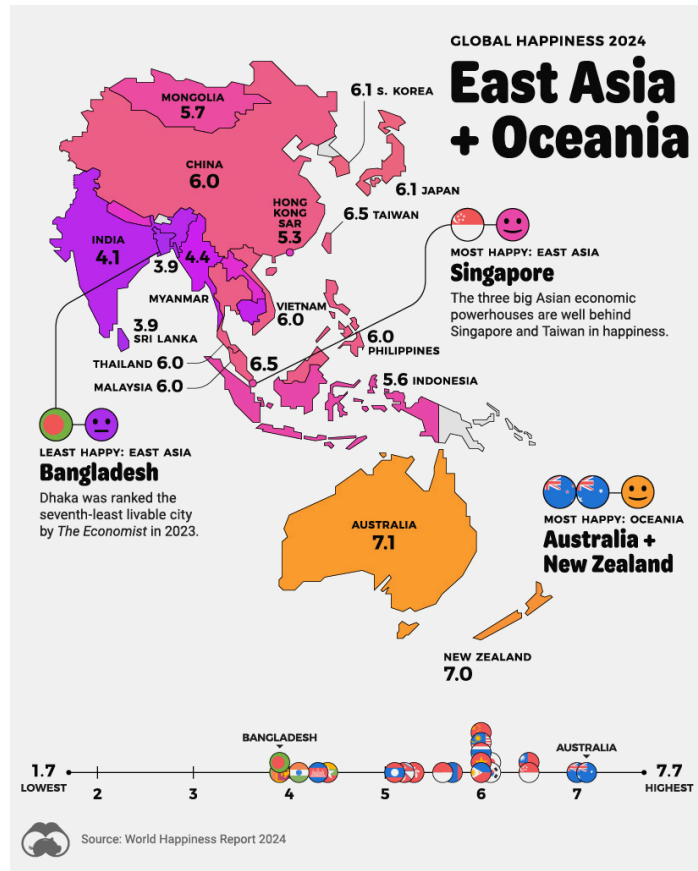 GLOBAL HAPPINESS 2024
East Asia
+ Oceania
MONGOLIA
5.7
6.1 S. KOREA
CHINA
6.0
6.1 JAPAN
HONG
KONG
SAR
5.3
6.5 TAIWAN
INDIA
4.1
3.9
4.4
MYANMAR
VIETNAM
6.0
3.9
SRI LANKA
THAILAND 6.0
MALAYSIA 6.0
6.5
6.0
PHILIPPINES
5.6 INDONESIA
MOST HAPPY: EAST ASIA
Singapore
The three big Asian economic
powerhouses are well behind
Singapore and Taiwan in happiness.
LEAST HAPPY: EAST ASIA
Bangladesh
Dhaka was ranked the
seventh-least livable city
by The Economist in 2023.
AUSTRALIA
7.1
MOST HAPPY: OCEANIA
Australia +
New Zealand
NEW ZEALAND
7.0
BANGLADESH
AUSTRALIA
1.7
LOWEST
2
3
4
5
6
7
7.7
HIGHEST
Source: World Happiness Report 2024